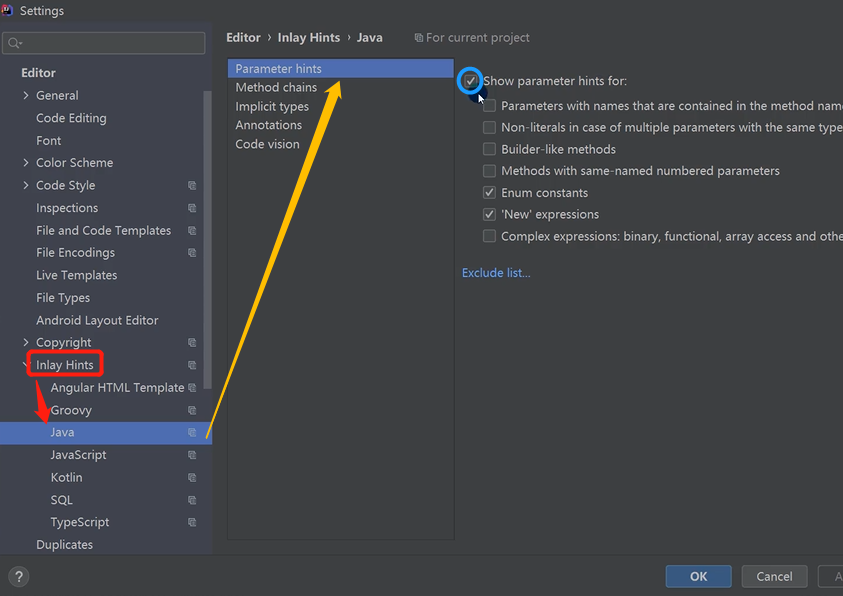 Settings
Editor
General
Code Editing
Font
Color Scheme
Code Style
Inspections
File and Code Templates
File Encodings
Live Templates
File Types
Android Layout Editor
Copyright
Inlay Hints
Angular HTML Template
Groovy
Java
JavaScript
Kotlin
SQL
TypeScript
Duplicates
Editor › Inlay Hints › Java For current project
Parameter hints
Method chains
Implicit types
Annotations
Code vision
Show parameter hints for:
Parameters with names that are contained in the method name
Non-literals in case of multiple parameters with the same type
Builder-like methods
Methods with same-named numbered parameters
Enum constants
'New' expressions
Complex expressions: binary, functional, array access and othe
Exclude list...
?
OK
Cancel
A